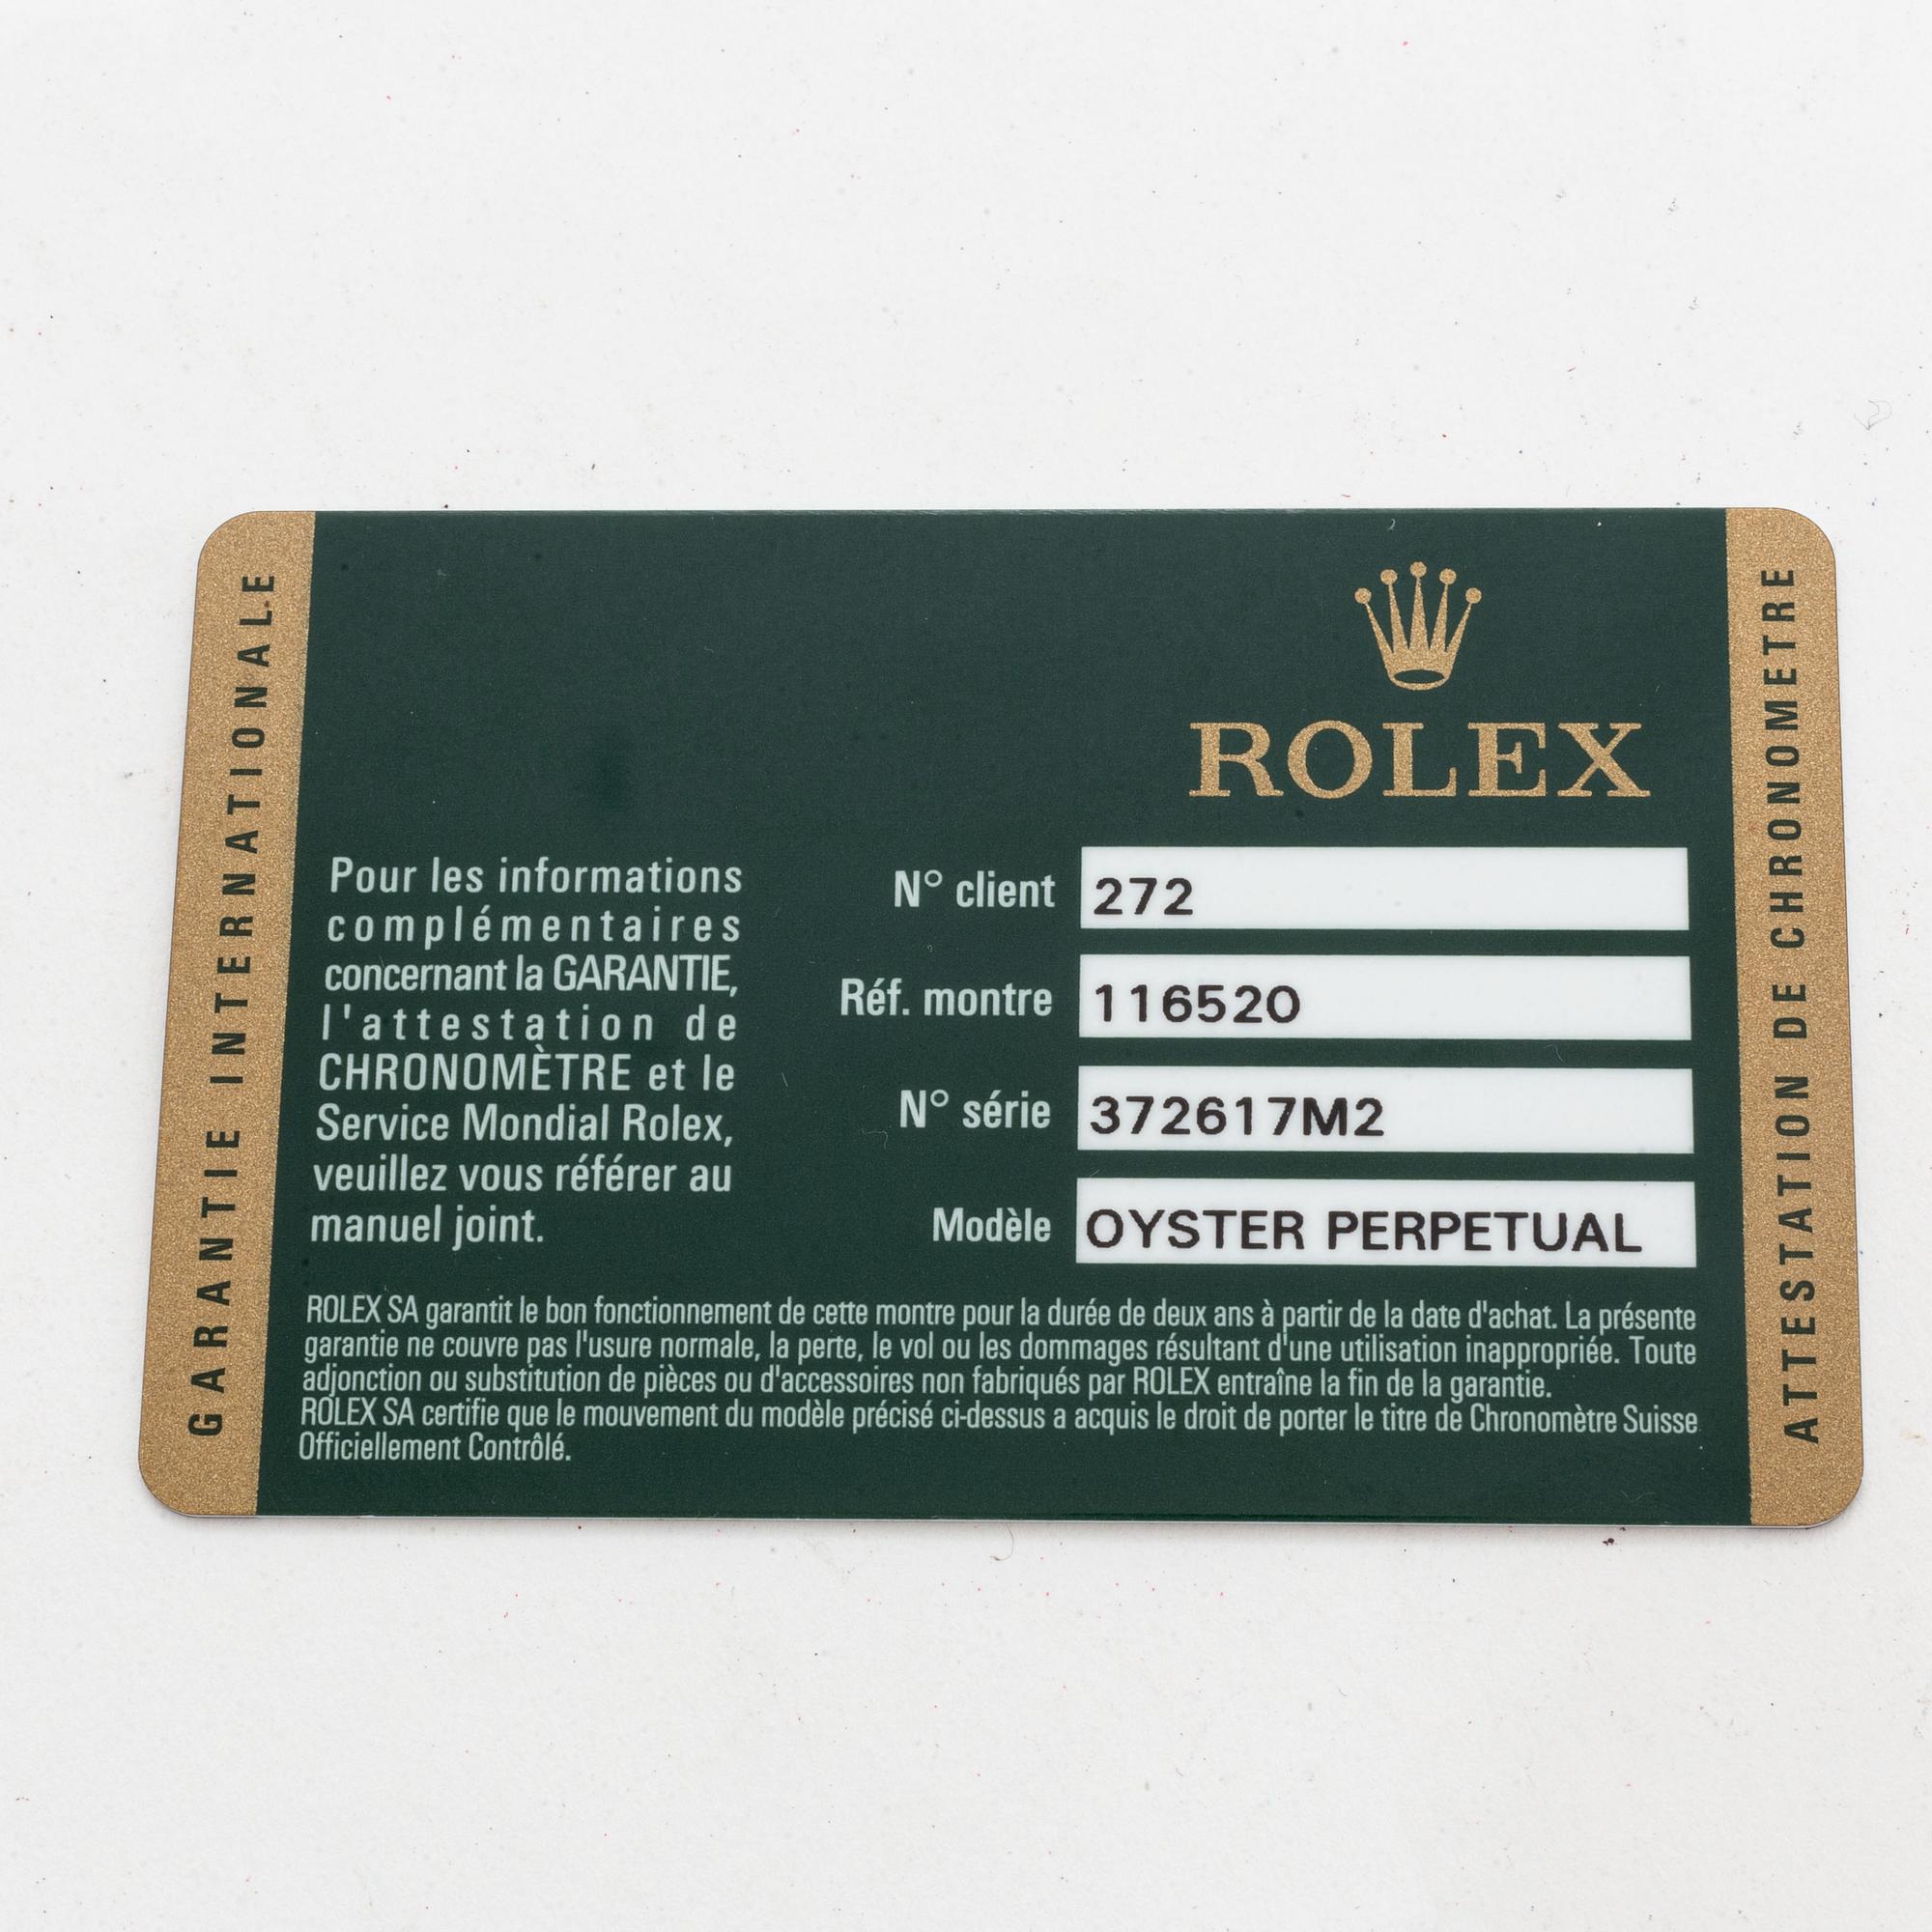 GARANTIE INTERNATIONALE
ROLEX
Pour les informations
complémentaires
concernant la GARANTIE,
l'attestation de
CHRONOMÈTRE et le
Service Mondial Rolex,
veuillez vous référer au
manuel joint.
N° client 272
Réf. montre 116520
N° série 372617M2
Modèle OYSTER PERPETUAL
ROLEX SA garantit le bon fonctionnement de cette montre pour la durée de deux ans à partir de la date d'achat. La présente
garantie ne couvre pas l'usure normale, la perte, le vol ou les dommages résultant d'une utilisation inappropriée. Toute
adjonction ou substitution de pièces ou d'accessoires non fabriqués par ROLEX entraîne la fin de la garantie.
ROLEX SA certifie que le mouvement du modèle précisé ci-dessus a acquis le droit de porter le titre de Chronomètre Suisse
Officiellement Contrôlé.
ATTESTATION DE CHRONOMETRE